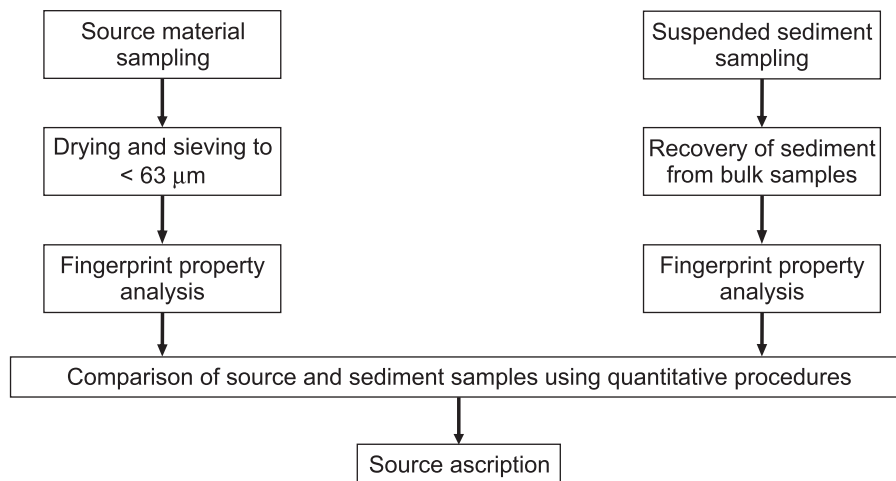 Source material
sampling
Suspended sediment
sampling
Drying and sieving to
< 63 μm
Recovery of sediment
from bulk samples
Fingerprint property
analysis
Fingerprint property
analysis
Comparison of source and sediment samples using quantitative procedures
Source ascription